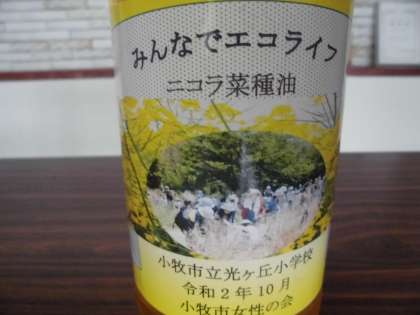 みんなでエコライフ
ニコラ菜種油
小牧市立光ヶ丘小学校
令和2年10月
小牧市女性の会